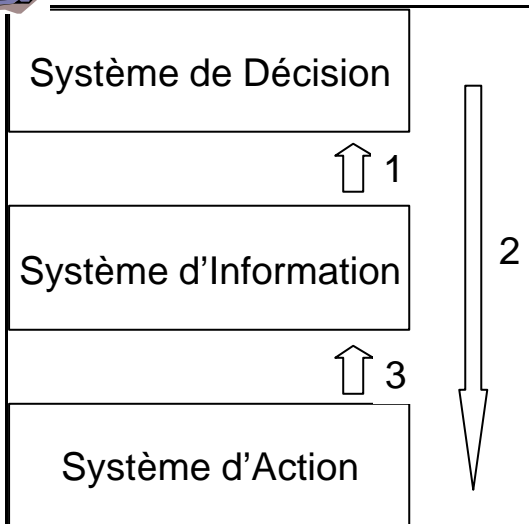 Système de Décision
1
2
Système d’Information
3
Système d’Action